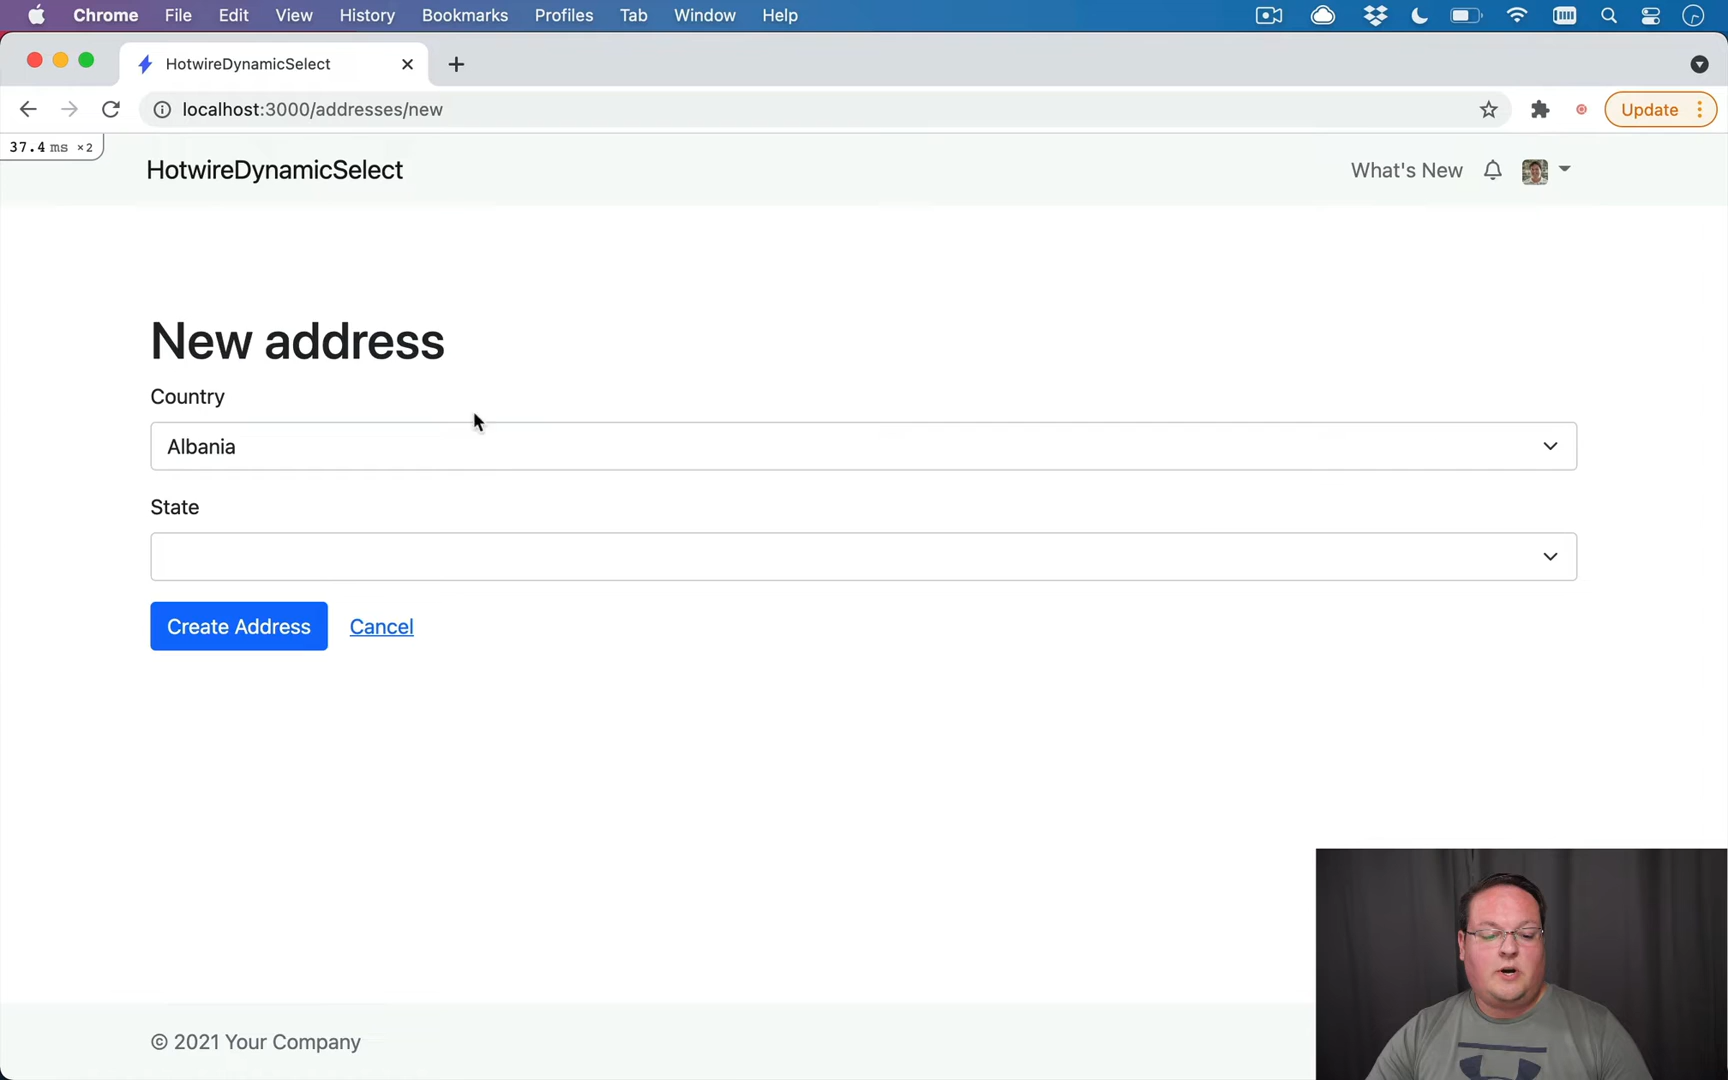 Chrome File Edit View History Bookmarks Profiles Tab Window Help
HotwireDynamicSelect
localhost:3000/addresses/new
Update
37.4 ms ×2
HotwireDynamicSelect
What's New
New address
Country
Albania
State
Create Address Cancel
© 2021 Your Company